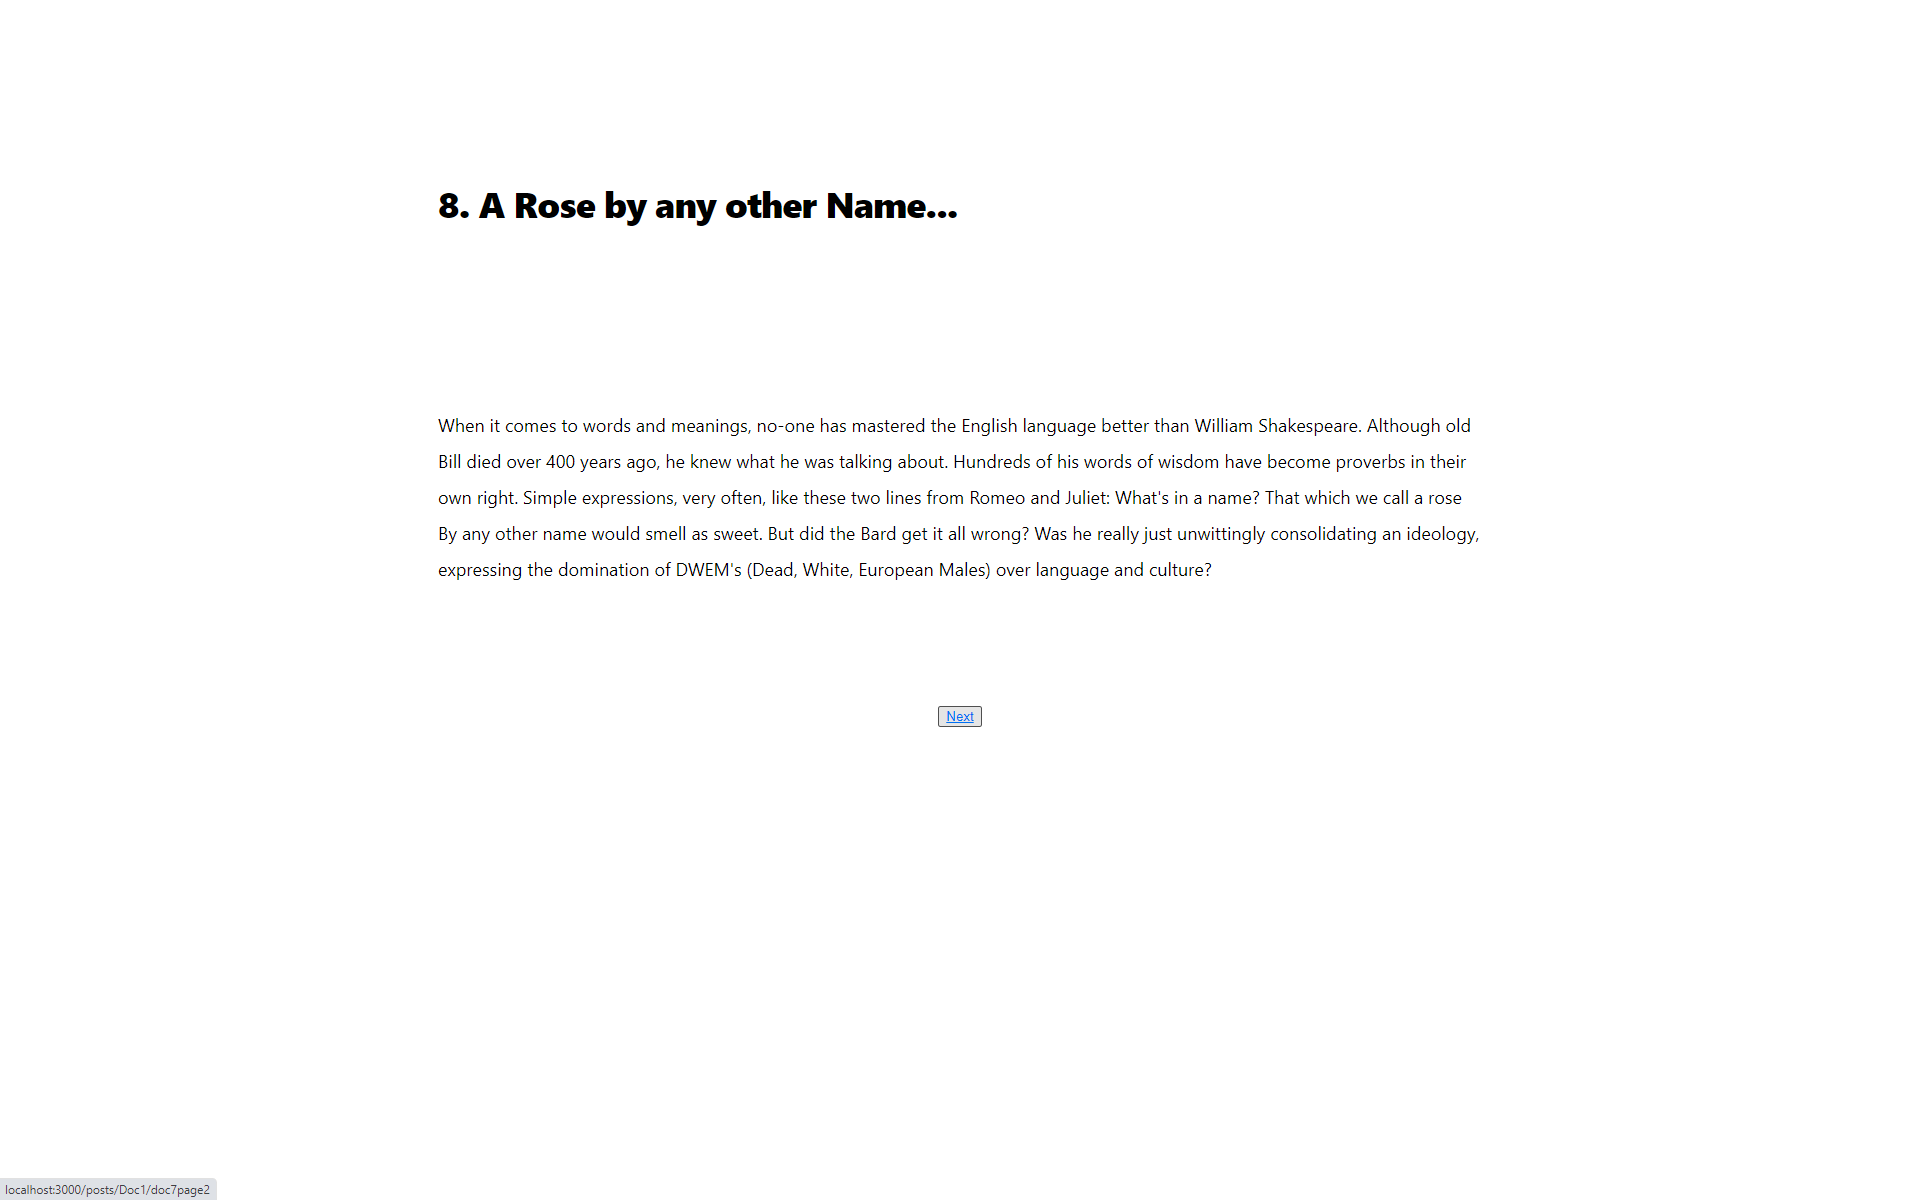 8. A Rose by any other Name...
When it comes to words and meanings, no-one has mastered the English language better than William Shakespeare. Although old
Bill died over 400 years ago, he knew what he was talking about. Hundreds of his words of wisdom have become proverbs in their
own right. Simple expressions, very often, like these two lines from Romeo and Juliet: What's in a name? That which we call a rose
By any other name would smell as sweet. But did the Bard get it all wrong? Was he really just unwittingly consolidating an ideology,
expressing the domination of DWEM's (Dead, White, European Males) over language and culture?
Next
localhost:3000/posts/Doc1/doc7page2